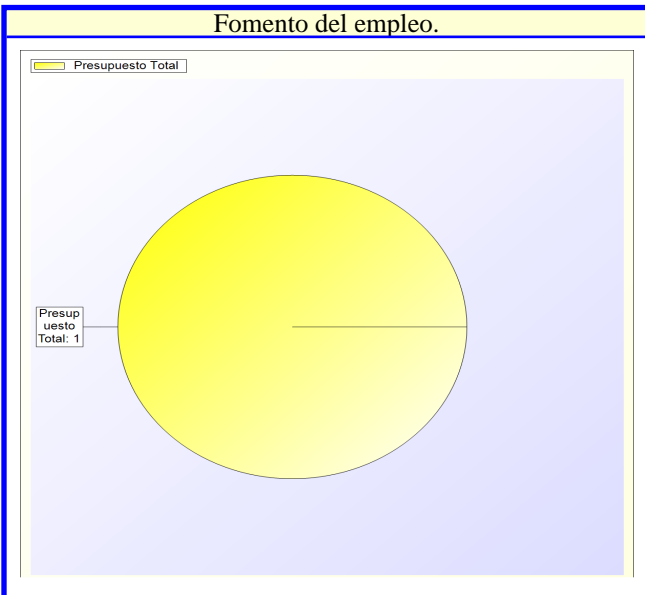 Fomento del empleo.
Presupuesto Total
Presup
uesto
Total: 1